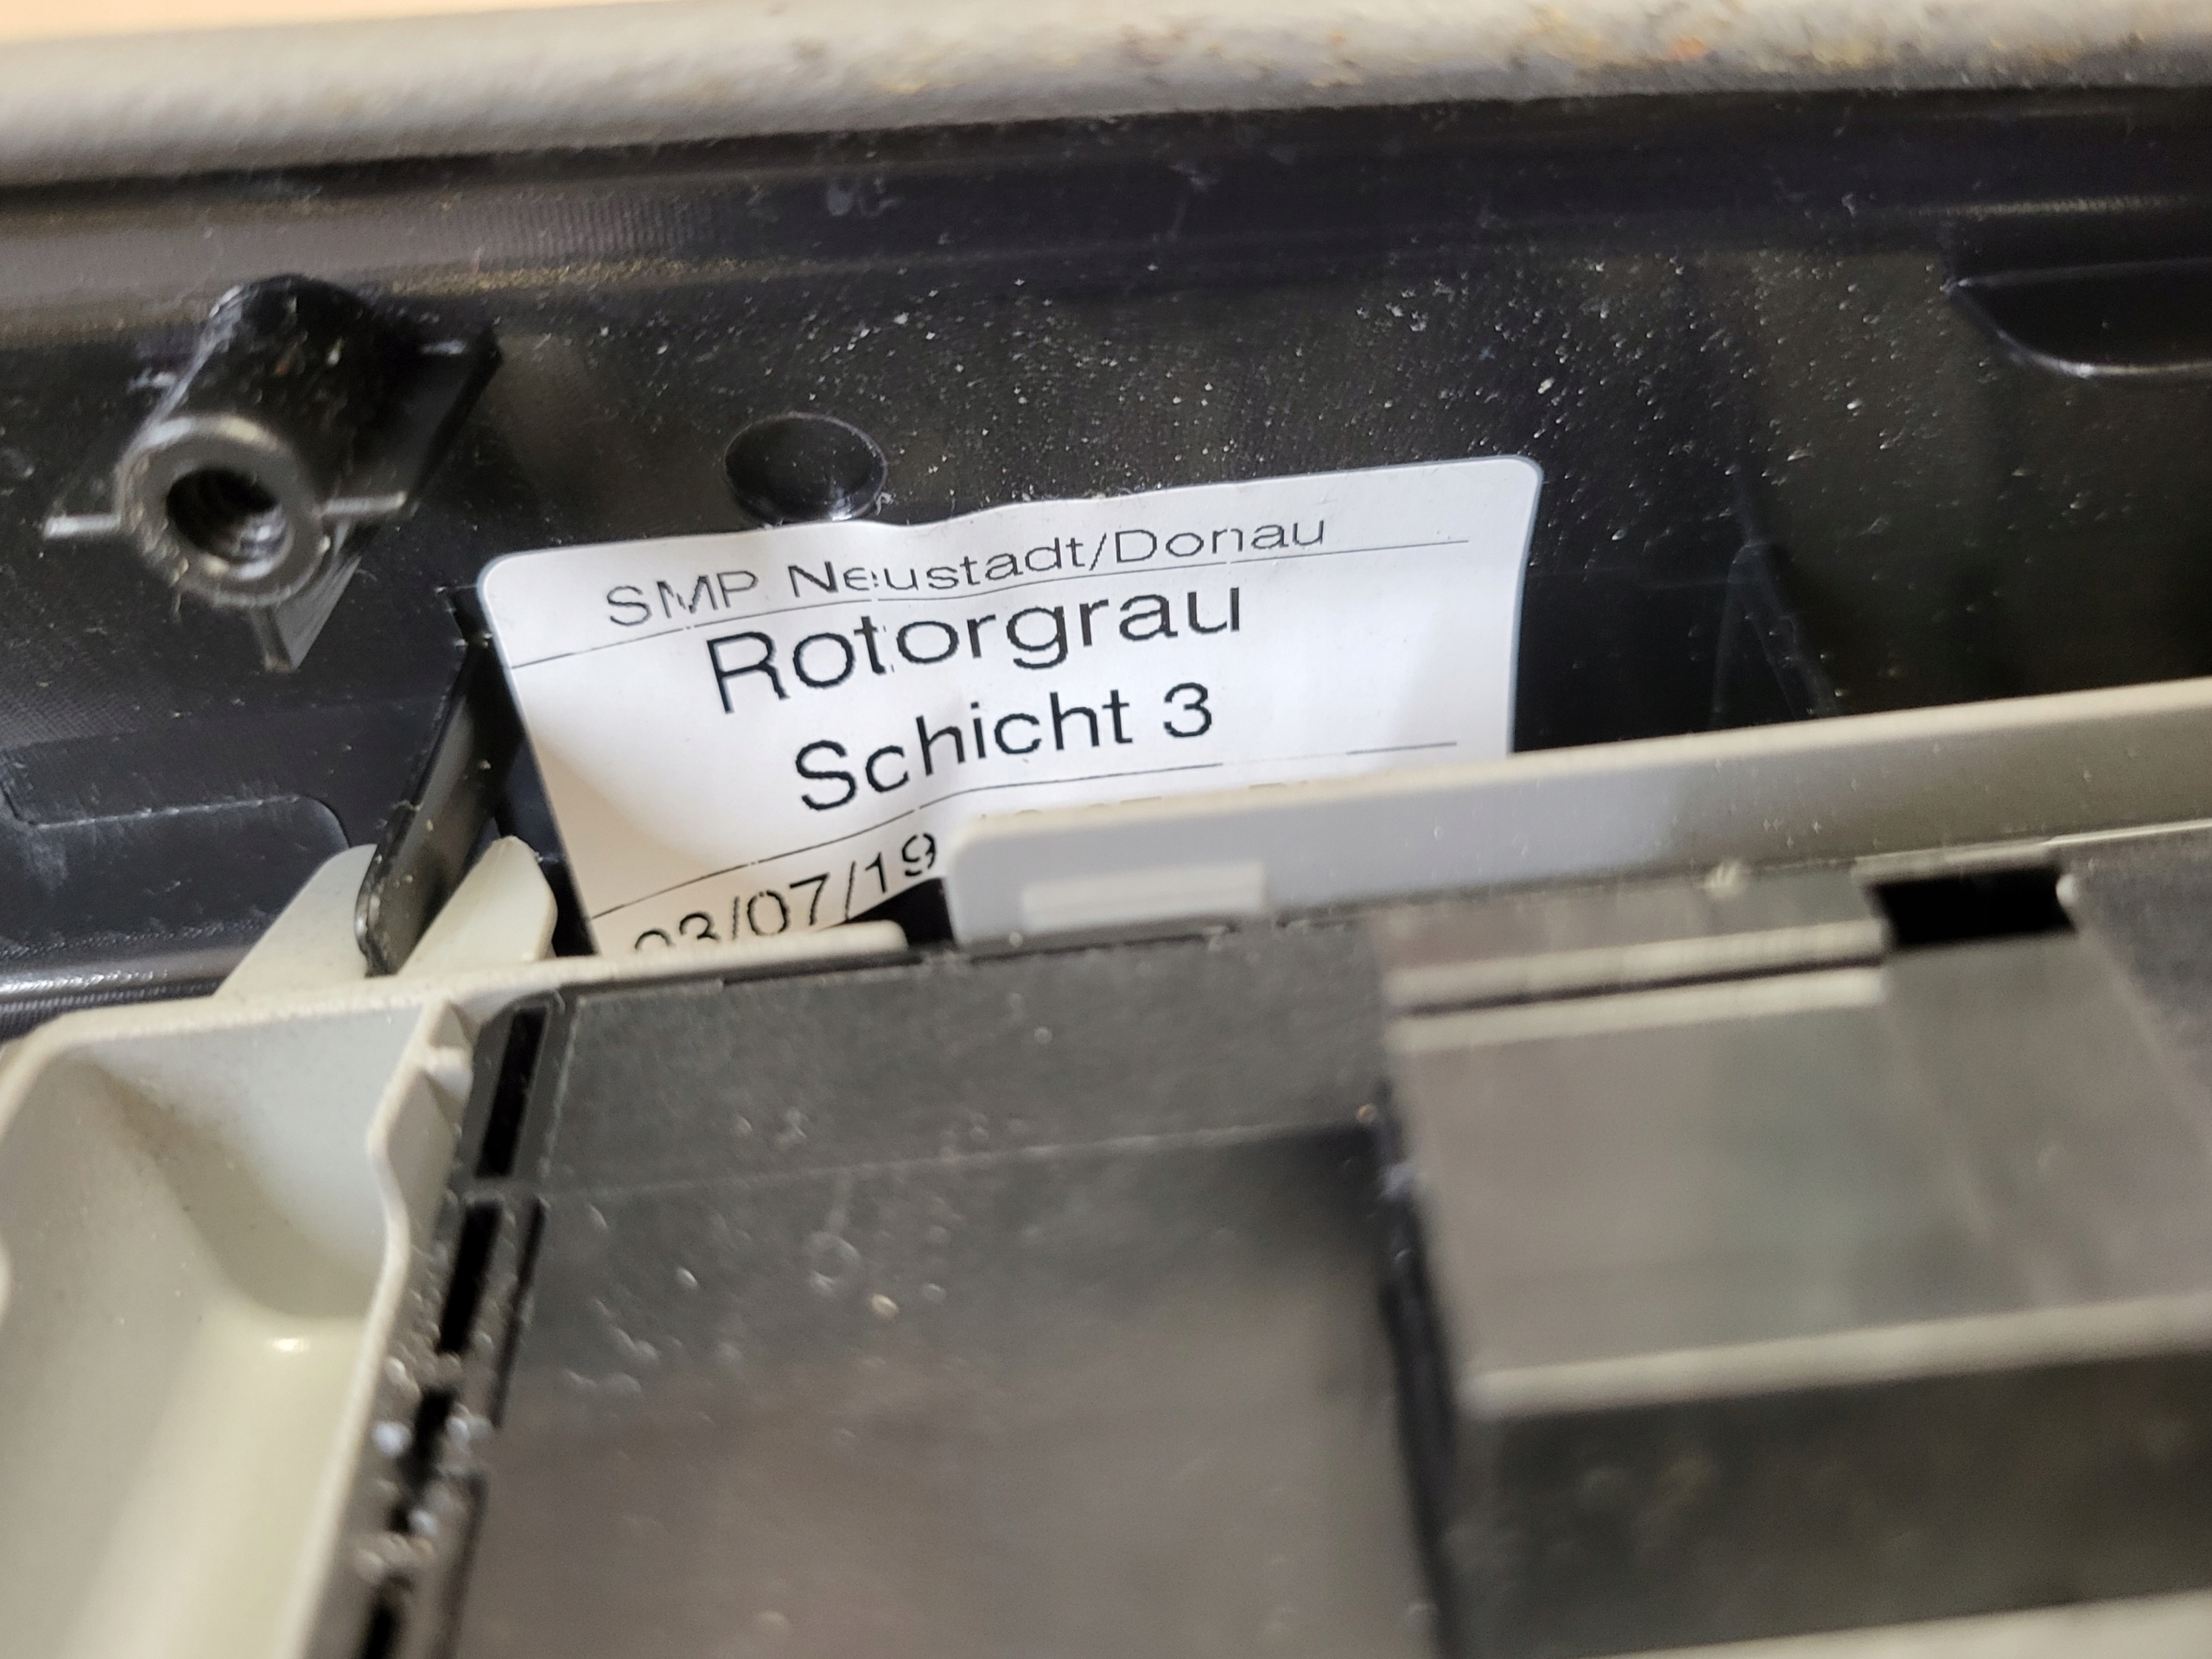 SMP Neustadt/Donau
Rotorgrau
Schicht 3
03/07/19